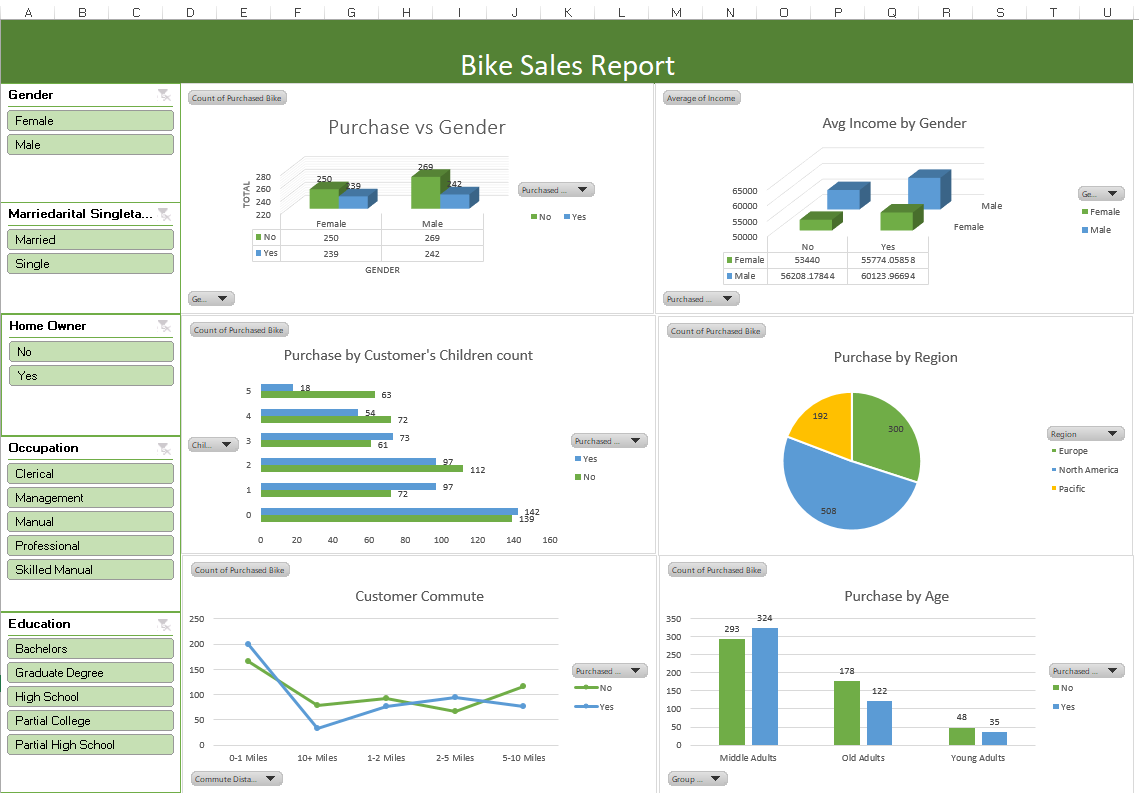 A B C D E F G H I J K L M N O P Q R S T U
Bike Sales Report
Gender
Female
Male
Marriedarital Singleta...
Married
Single
Home Owner
No
Yes
Occupation
Clerical
Management
Manual
Professional
Skilled Manual
Education
Bachelors
Graduate Degree
High School
Partial College
Partial High School
Count of Purchased Bike
Purchase vs Gender
TOTAL
280
260
240
220
250
239
269
242
Female Male
No 250 269
Yes 239 242
GENDER
Purchased ...
No Yes
Ge...
Average of Income
Avg Income by Gender
65000
60000
55000
50000
Male
Female
No Yes
Female 53440 55774.05858
Male 56208.17844 60123.96694
Ge...
Female
Male
Purchased ...
Count of Purchased Bike
Purchase by Customer's Children count
5 18
63
4 54
72
3 73
61
2 97
112
1 97
72
0 142
139
0 20 40 60 80 100 120 140 160
Chil...
Purchased ...
Yes
No
Count of Purchased Bike
Purchase by Region
192
300
508
Region
Europe
North America
Pacific
Count of Purchased Bike
Customer Commute
250
200
150
100
50
0
0-1 Miles 10+ Miles 1-2 Miles 2-5 Miles 5-10 Miles
Purchased ...
No
Yes
Commute Dista...
Count of Purchased Bike
Purchase by Age
350
300
250
200
150
100
50
0
293 324
178 122
48 35
Middle Adults Old Adults Young Adults
Purchased ...
No
Yes
Group ...